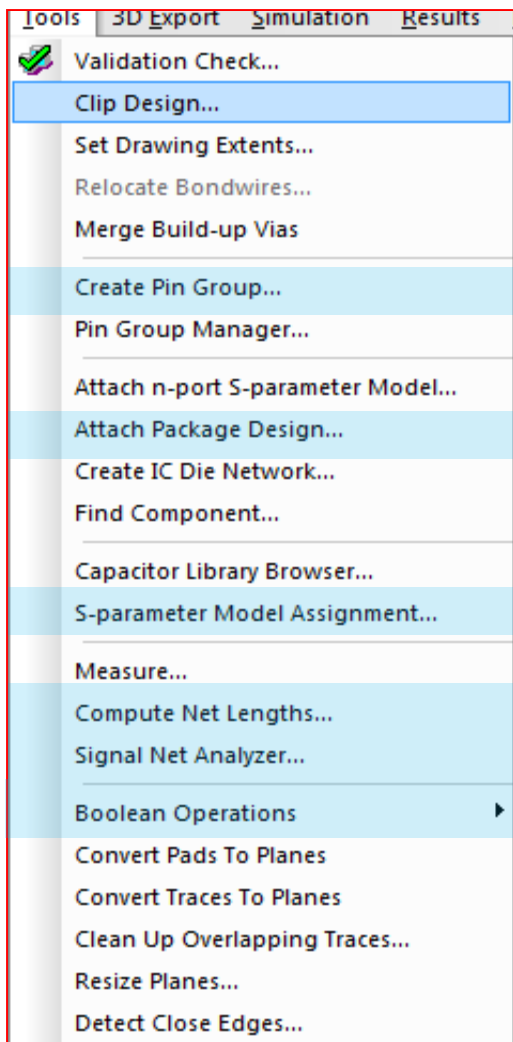 Tools 3D Export Simulation Results
Validation Check...
Clip Design...
Set Drawing Extents...
Relocate Bondwires...
Merge Build-up Vias
Create Pin Group...
Pin Group Manager...
Attach n-port S-parameter Model...
Attach Package Design...
Create IC Die Network...
Find Component...
Capacitor Library Browser...
S-parameter Model Assignment...
Measure...
Compute Net Lengths...
Signal Net Analyzer...
Boolean Operations
Convert Pads To Planes
Convert Traces To Planes
Clean Up Overlapping Traces...
Resize Planes...
Detect Close Edges...